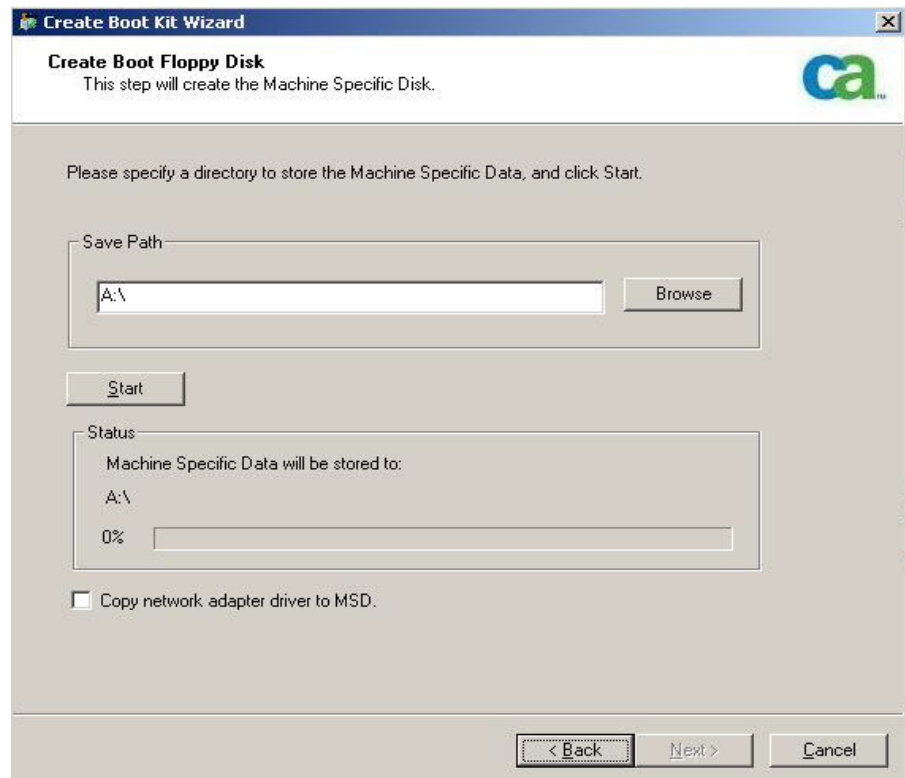 Create Boot Kit Wizard
Create Boot Floppy Disk
This step will create the Machine Specific Disk.
ca
Please specify a directory to store the Machine Specific Data, and click Start.
Save Path
A:\
Browse
Start
Status
Machine Specific Data will be stored to:
A:\
0%
Copy network adapter driver to MSD.
< Back
Next >
Cancel